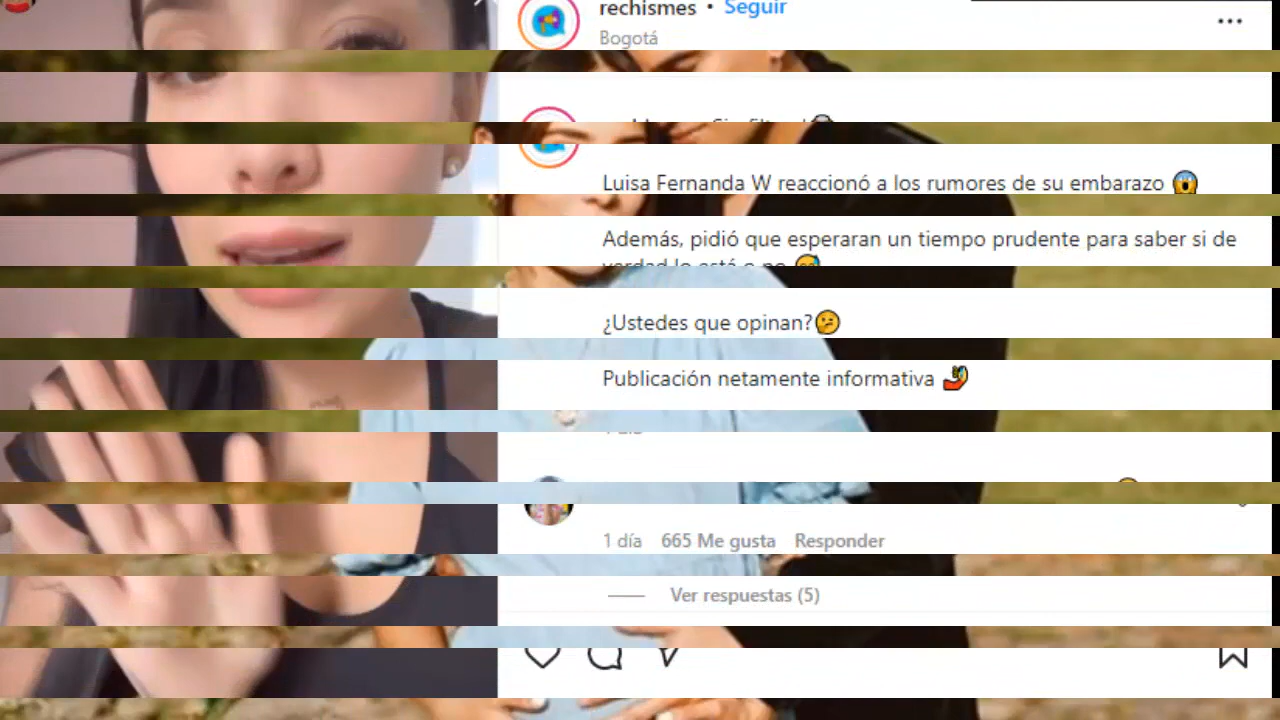 rechismes • Seguir
Bogotá
Luisa Fernanda W reaccionó a los rumores de su embarazo 😱
Además, pidió que esperaran un tiempo prudente para saber si de
¿Ustedes que opinan?🫤
Publicación netamente informativa 🤳
1 día 665 Me gusta Responder
Ver respuestas (5)